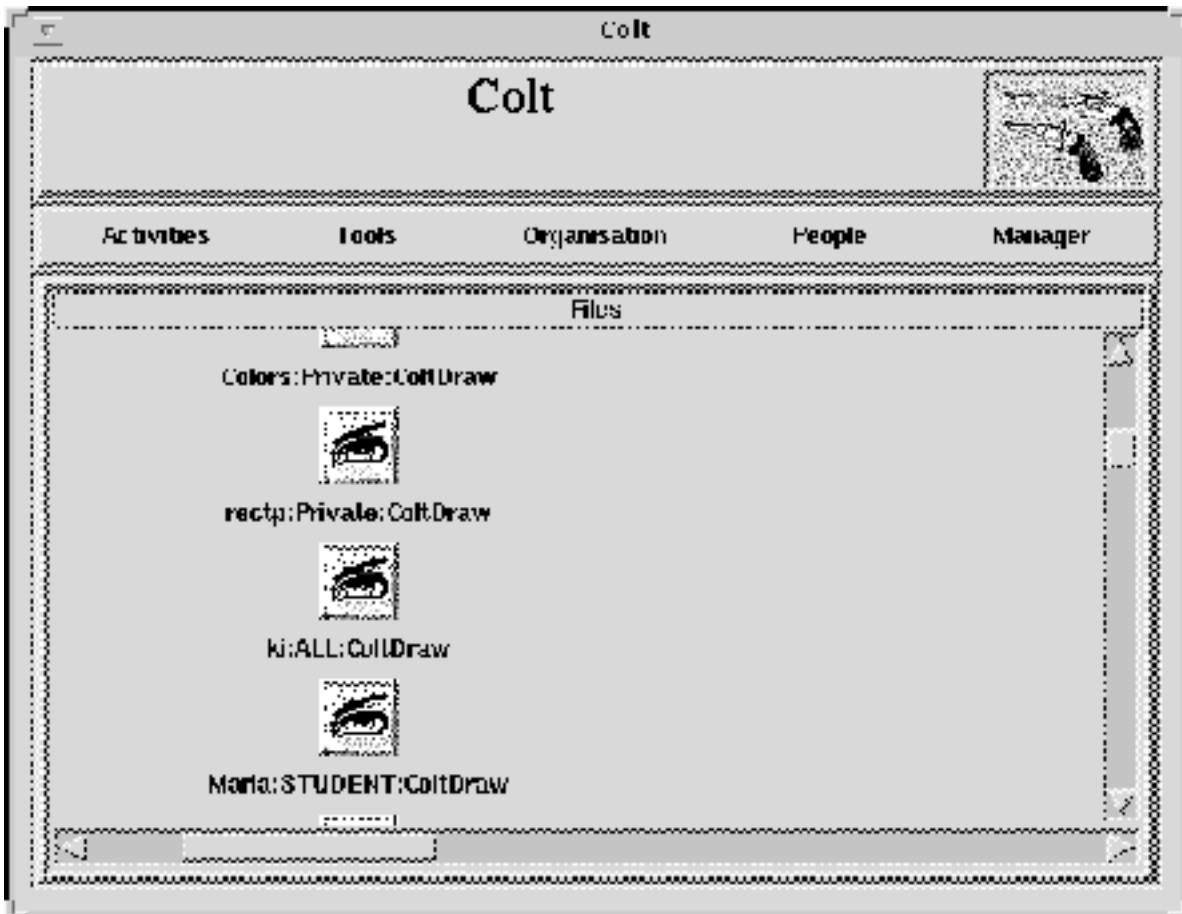 Colt
Colt
Activities Tools Organisation People Manager
Files
Colors:Private:ColtDraw
rectp:Private:ColtDraw
ki:ALL:ColtDraw
Maria:STUDENT:ColtDraw